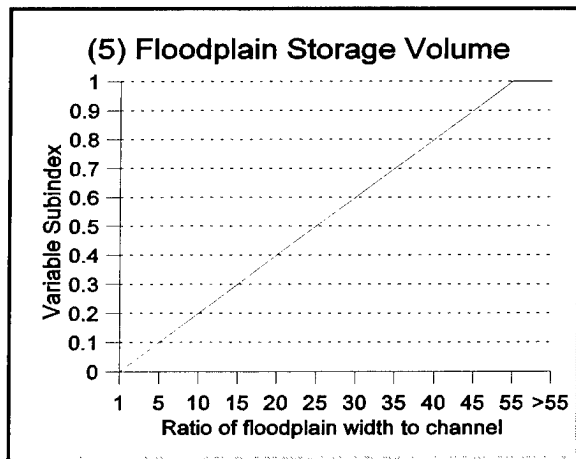 (5) Floodplain Storage Volume
Variable Subindex
1
0.9
0.8
0.7
0.6
0.5
0.4
0.3
0.2
0.1
0
1 5 10 15 20 25 30 35 40 45 55 >55
Ratio of floodplain width to channel